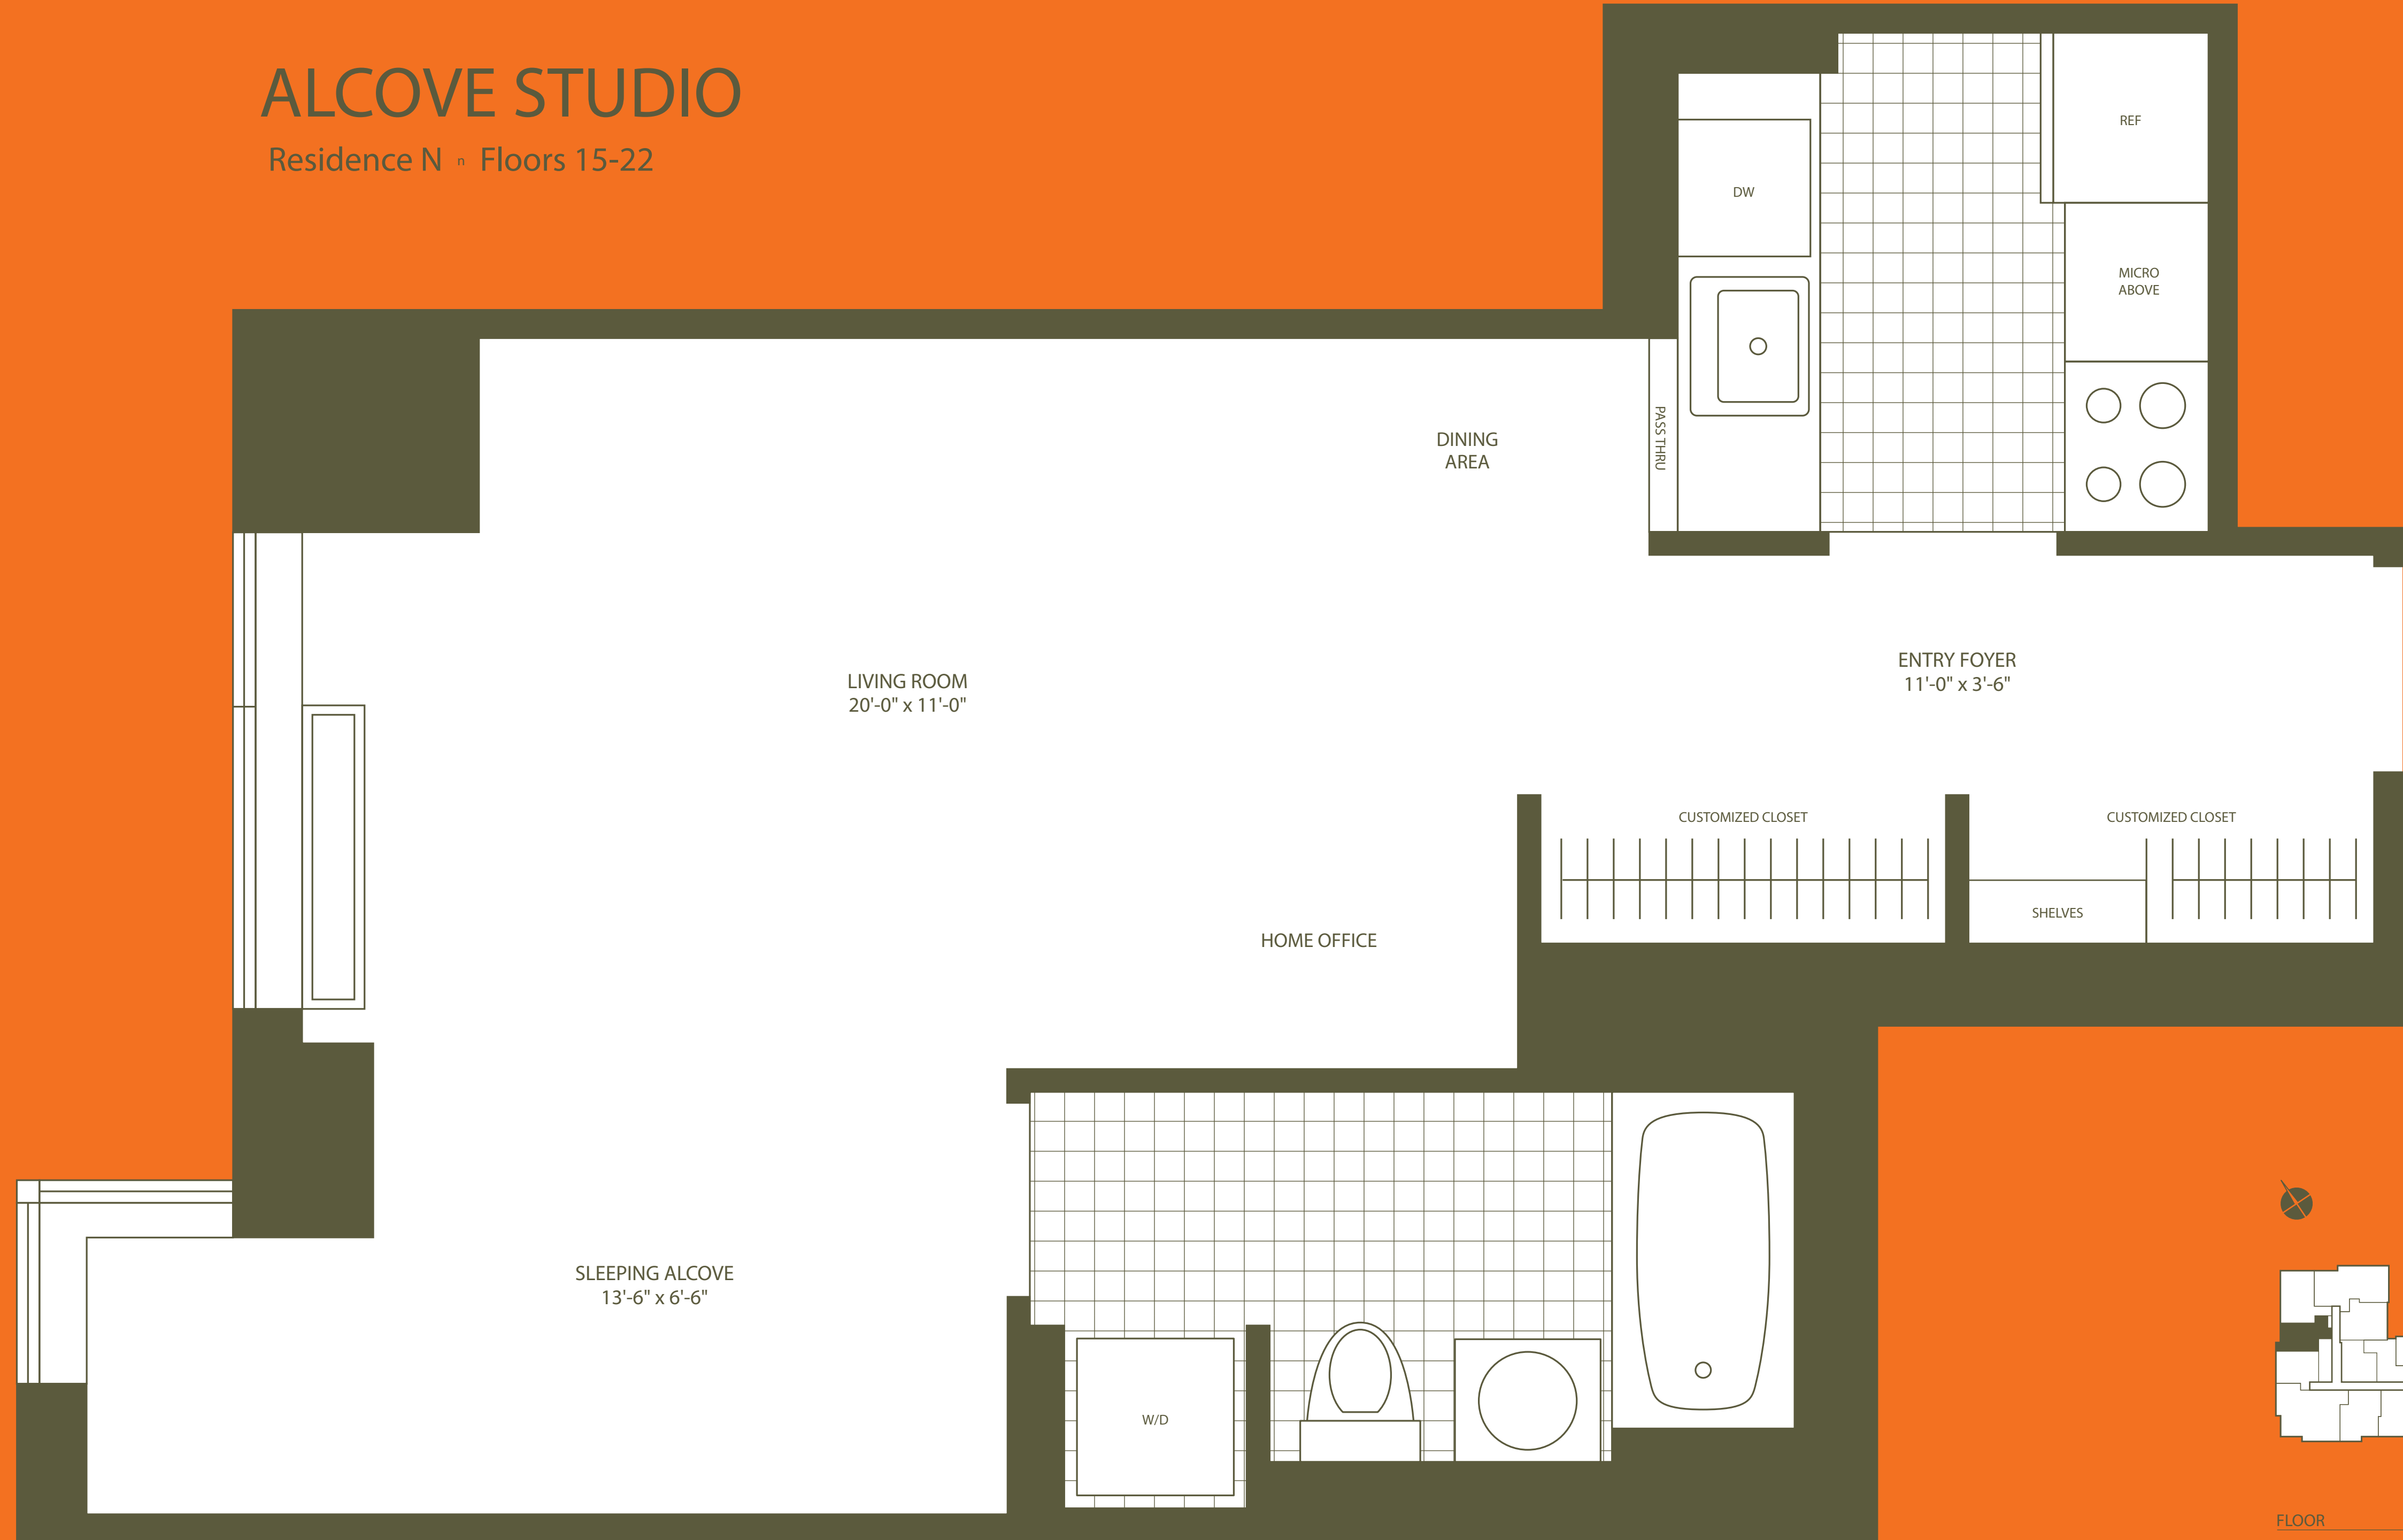 ALCOVE STUDIO
Residence N n Floors 15-22
REF
DW
MICRO
ABOVE
DINING
AREA
PASS THRU
LIVING ROOM
20'-0" x 11'-0"
ENTRY FOYER
11'-0" x 3'-6"
CUSTOMIZED CLOSET
CUSTOMIZED CLOSET
SHELVES
HOME OFFICE
SLEEPING ALCOVE
13'-6" x 6'-6"
W/D
FLOOR